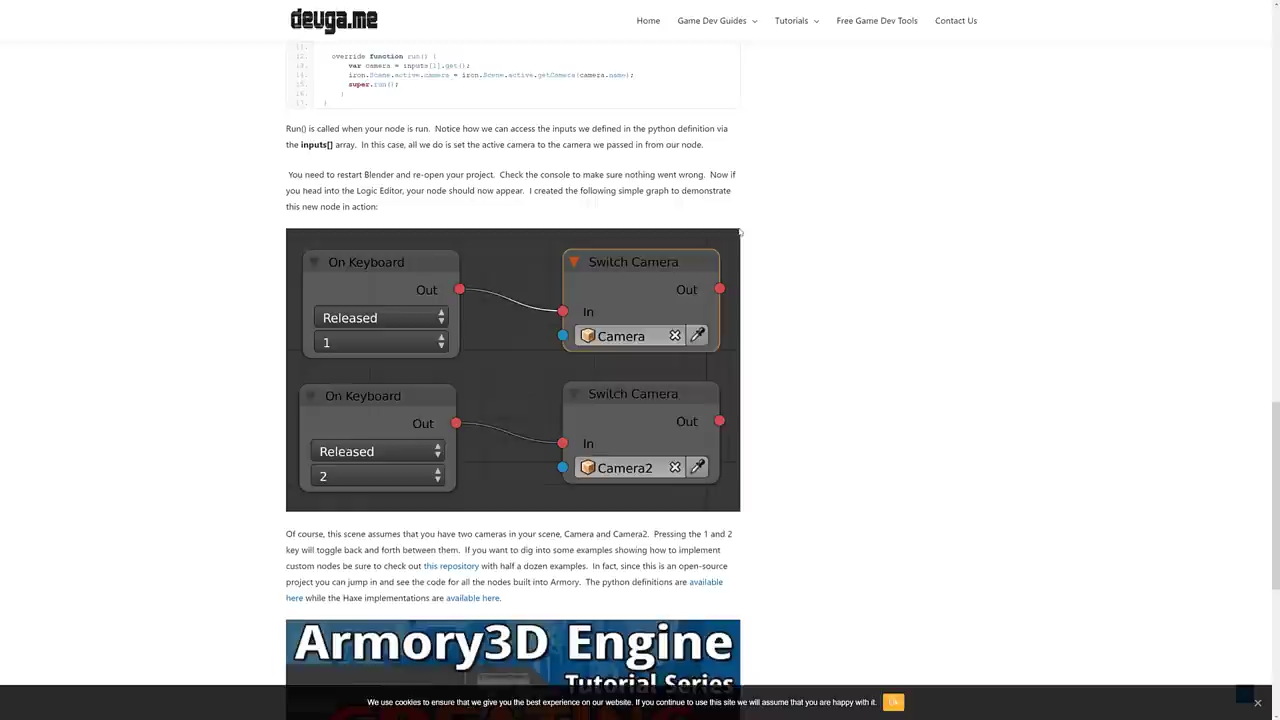 devga.me
Home
Game Dev Guides
Tutorials
Free Game Dev Tools
Contact Us
11.
12. override function run() {
13. var camera = inputs[1].get();
14. iron.Scene.active.camera = iron.Scene.active.getCamera(camera.name);
15. super.run();
16. }
17. }
Run() is called when your node is run. Notice how we can access the inputs we defined in the python definition via
the inputs[] array. In this case, all we do is set the active camera to the camera we passed in from our node.
You need to restart Blender and re-open your project. Check the console to make sure nothing went wrong. Now if
you head into the Logic Editor, your node should now appear. I created the following simple graph to demonstrate
this new node in action:
On Keyboard
Out
Released
1
Switch Camera
Out
In
Camera
On Keyboard
Out
Released
2
Switch Camera
Out
In
Camera2
Of course, this scene assumes that you have two cameras in your scene, Camera and Camera2. Pressing the 1 and 2
key will toggle back and forth between them. If you want to dig into some examples showing how to implement
custom nodes be sure to check out this repository with half a dozen examples. In fact, since this is an open-source
project you can jump in and see the code for all the nodes built into Armory. The python definitions are available
here while the Haxe implementations are available here.
Armory3D Engine
Tutorial Series
We use cookies to ensure that we give you the best experience on our website. If you continue to use this site we will assume that you are happy with it.
Ok